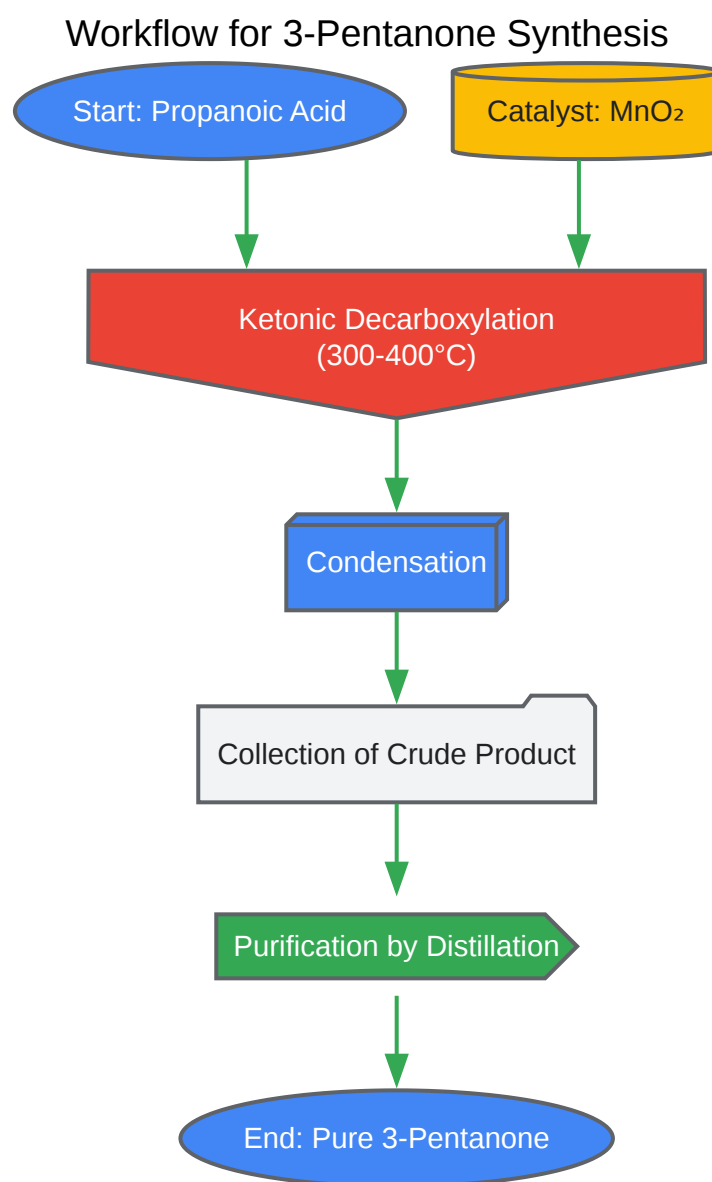 Workflow for 3-Pentanone Synthesis
Start: Propanoic Acid
Catalyst: MnO₂
Ketonic Decarboxylation
(300-400°C)
Condensation
Collection of Crude Product
Purification by Distillation
End: Pure 3-Pentanone